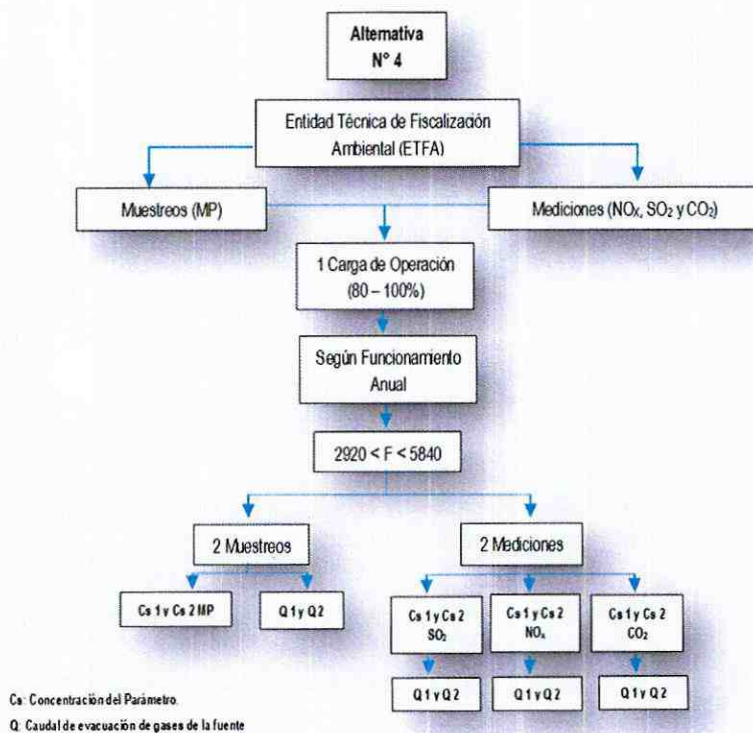 Alternativa
N° 4
Entidad Técnica de Fiscalización
Ambiental (ETFA)
Muestreos (MP)
Mediciones (NOx, SO₂ y CO₂)
1 Carga de Operación
(80 – 100%)
Según Funcionamiento
Anual
2920 < F < 5840
2 Muestreos
2 Mediciones
Cs 1 y Cs 2 MP
Q 1 y Q 2
Cs 1 y Cs 2
SO₂
Cs 1 y Cs 2
NOx
Cs 1 y Cs 2
CO₂
Q 1 y Q 2
Q 1 y Q 2
Q 1 y Q 2
Cs: Concentración del Parámetro.
Q: Caudal de evacuación de gases de la fuente